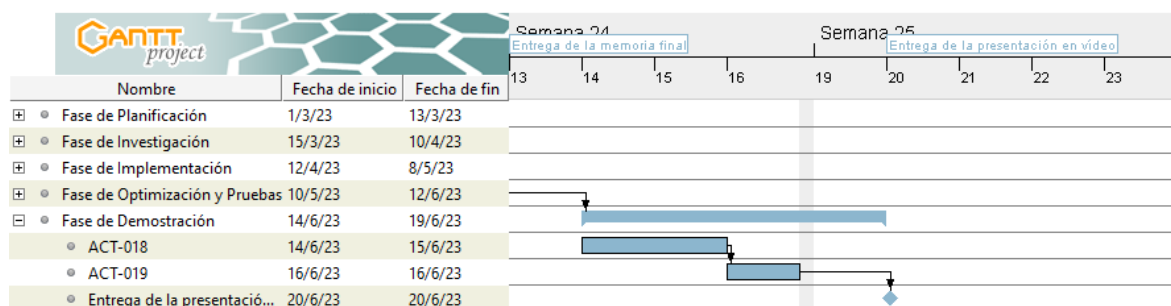 GANTT
project
Semana 24
Semana 25
Entrega de la memoria final
Entrega de la presentación en vídeo
13 14 15 16 19 20 21 22 23
Nombre Fecha de inicio Fecha de fin
Fase de Planificación 1/3/23 13/3/23
Fase de Investigación 15/3/23 10/4/23
Fase de Implementación 12/4/23 8/5/23
Fase de Optimización y Pruebas 10/5/23 12/6/23
Fase de Demostración 14/6/23 19/6/23
ACT-018 14/6/23 15/6/23
ACT-019 16/6/23 16/6/23
Entrega de la presentació... 20/6/23 20/6/23